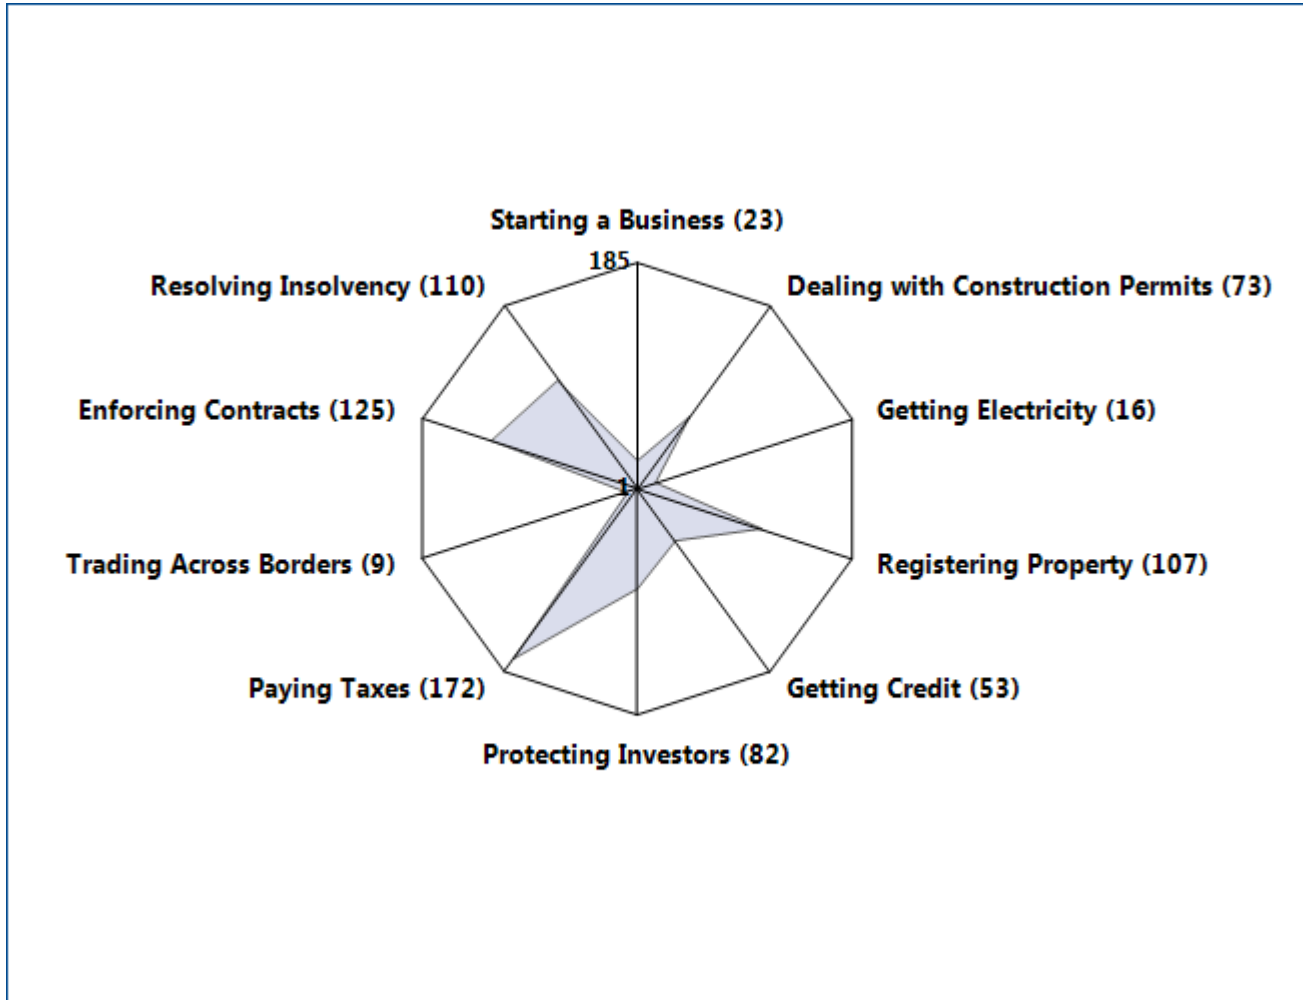 Starting a Business (23)
185
Resolving Insolvency (110)
Dealing with Construction Permits (73)
Enforcing Contracts (125)
Getting Electricity (16)
1
Trading Across Borders (9)
Registering Property (107)
Paying Taxes (172)
Getting Credit (53)
Protecting Investors (82)